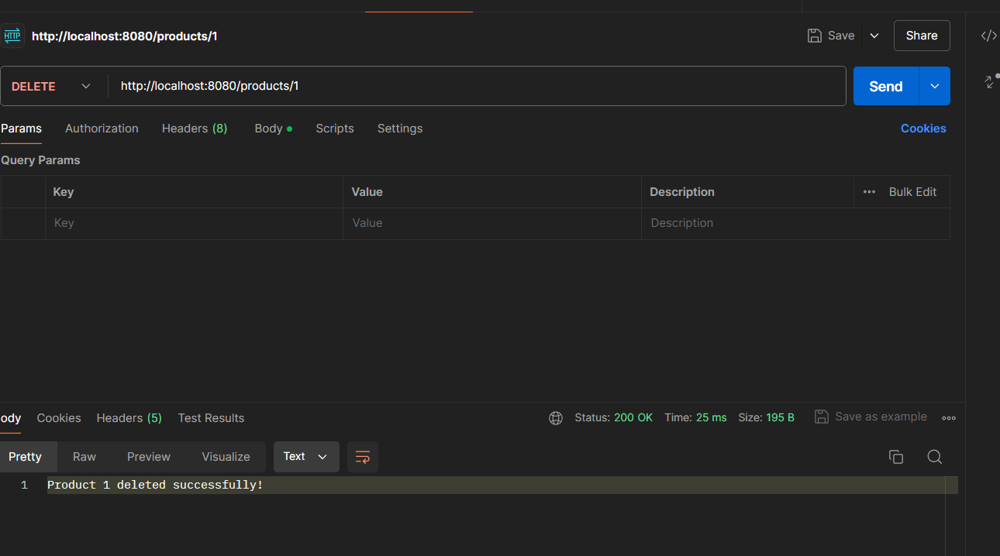 HTTP http://localhost:8080/products/1 Save Share </>
DELETE http://localhost:8080/products/1 Send
Params Authorization Headers (8) Body Scripts Settings Cookies
Query Params
Key Value Description Bulk Edit
Key Value Description
ody Cookies Headers (5) Test Results Status: 200 OK Time: 25 ms Size: 195 B Save as example
Pretty Raw Preview Visualize Text
1 Product 1 deleted successfully!